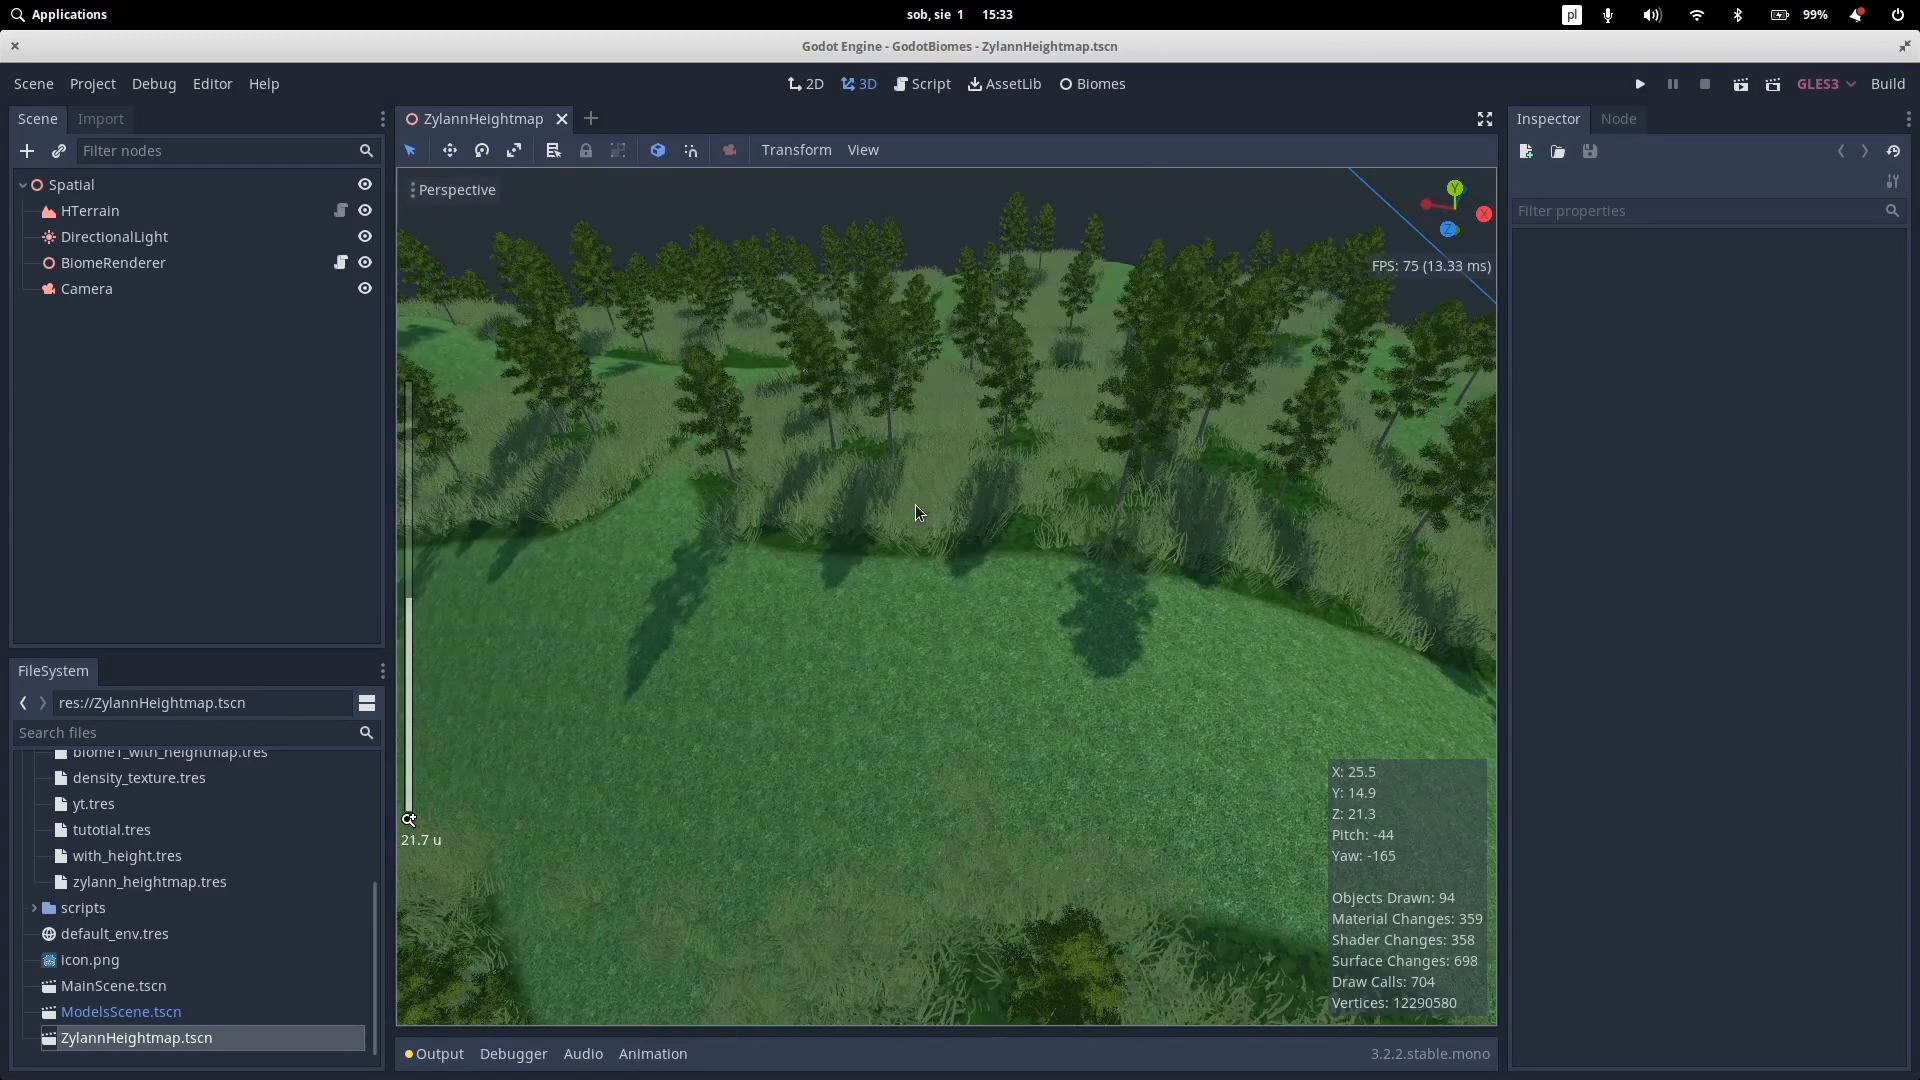 Applications
sob, sie 1 15:33
pl
99%
Godot Engine - GodotBiomes - ZylannHeightmap.tscn
Scene Project Debug Editor Help
2D 3D Script AssetLib Biomes
GLES3 Build
Scene Import
Filter nodes
Spatial
HTerrain
DirectionalLight
BiomeRenderer
Camera
FileSystem
res://ZylannHeightmap.tscn
Search files
biome1_with_heightmap.tres
density_texture.tres
yt.tres
tutotial.tres
with_height.tres
zylann_heightmap.tres
scripts
default_env.tres
icon.png
MainScene.tscn
ModelsScene.tscn
ZylannHeightmap.tscn
ZylannHeightmap
Transform View
Perspective
Y
X
Z
FPS: 75 (13.33 ms)
21.7 u
X: 25.5
Y: 14.9
Z: 21.3
Pitch: -44
Yaw: -165
Objects Drawn: 94
Material Changes: 359
Shader Changes: 358
Surface Changes: 698
Draw Calls: 704
Vertices: 12290580
Output Debugger Audio Animation
3.2.2.stable.mono
Inspector Node
Filter properties